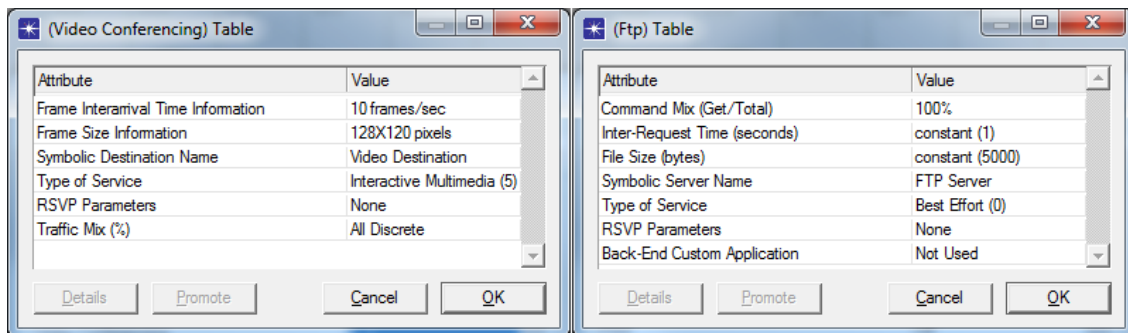 (Video Conferencing) Table
Attribute Value
Frame Interarrival Time Information 10 frames/sec
Frame Size Information 128X120 pixels
Symbolic Destination Name Video Destination
Type of Service Interactive Multimedia (5)
RSVP Parameters None
Traffic Mix (%) All Discrete
Details Promote Cancel OK
(Ftp) Table
Attribute Value
Command Mix (Get/Total) 100%
Inter-Request Time (seconds) constant (1)
File Size (bytes) constant (5000)
Symbolic Server Name FTP Server
Type of Service Best Effort (0)
RSVP Parameters None
Back-End Custom Application Not Used
Details Promote Cancel OK